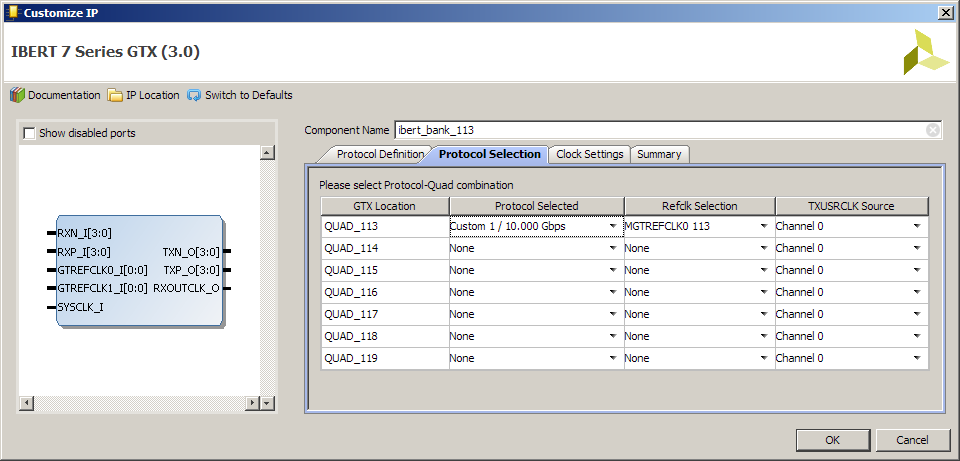 Customize IP
IBERT 7 Series GTX (3.0)
Documentation IP Location Switch to Defaults
Show disabled ports
RXN_I[3:0]
RXP_I[3:0] TXN_O[3:0]
GTREFCLK0_I[0:0] TXP_O[3:0]
GTREFCLK1_I[0:0] RXOUTCLK_O
SYSCLK_I
Component Name ibert_bank_113
Protocol Definition Protocol Selection Clock Settings Summary
Please select Protocol-Quad combination
GTX Location Protocol Selected Refclk Selection TXUSRCLK Source
QUAD_113 Custom 1 / 10.000 Gbps MGTREFCLK0 113 Channel 0
QUAD_114 None None Channel 0
QUAD_115 None None Channel 0
QUAD_116 None None Channel 0
QUAD_117 None None Channel 0
QUAD_118 None None Channel 0
QUAD_119 None None Channel 0
OK Cancel